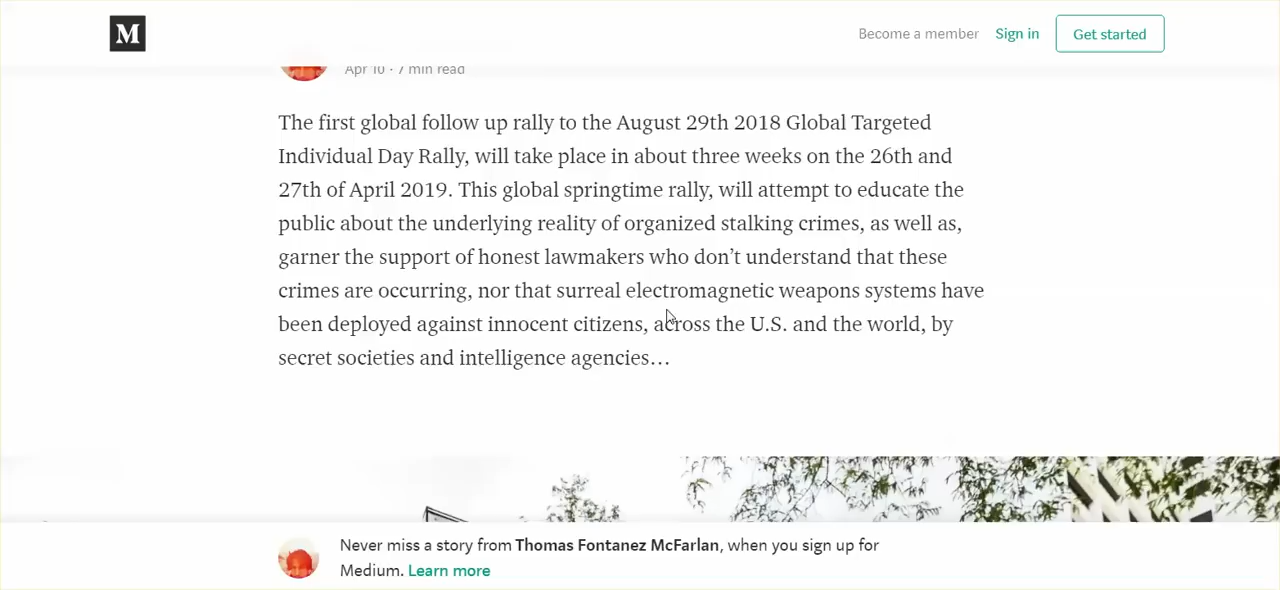 M
Become a member Sign in Get started
Apr 10 · 7 min read
The first global follow up rally to the August 29th 2018 Global Targeted
Individual Day Rally, will take place in about three weeks on the 26th and
27th of April 2019. This global springtime rally, will attempt to educate the
public about the underlying reality of organized stalking crimes, as well as,
garner the support of honest lawmakers who don’t understand that these
crimes are occurring, nor that surreal electromagnetic weapons systems have
been deployed against innocent citizens, across the U.S. and the world, by
secret societies and intelligence agencies…
Never miss a story from Thomas Fontanez McFarlan, when you sign up for
Medium. Learn more